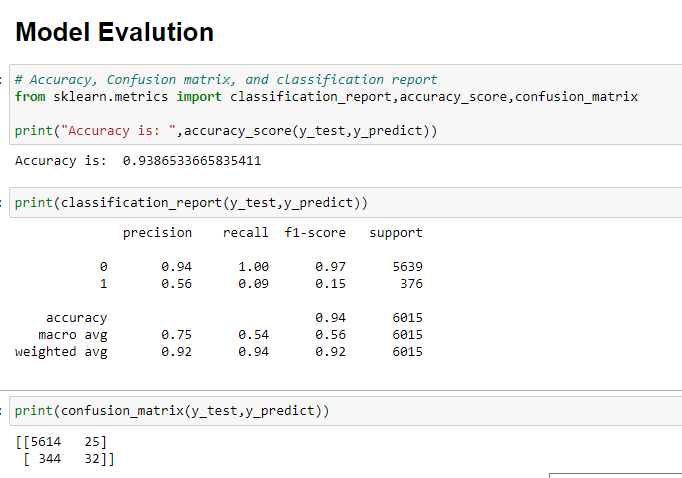 Model Evalution
# Accuracy, Confusion matrix, and classification report
from sklearn.metrics import classification_report,accuracy_score,confusion_matrix
print("Accuracy is: ",accuracy_score(y_test,y_predict))
Accuracy is:  0.9386533665835411
print(classification_report(y_test,y_predict))
              precision    recall  f1-score   support
           0       0.94      1.00      0.97      5639
           1       0.56      0.09      0.15       376
    accuracy                           0.94      6015
   macro avg       0.75      0.54      0.56      6015
weighted avg       0.92      0.94      0.92      6015
print(confusion_matrix(y_test,y_predict))
[[5614   25]
 [ 344   32]]